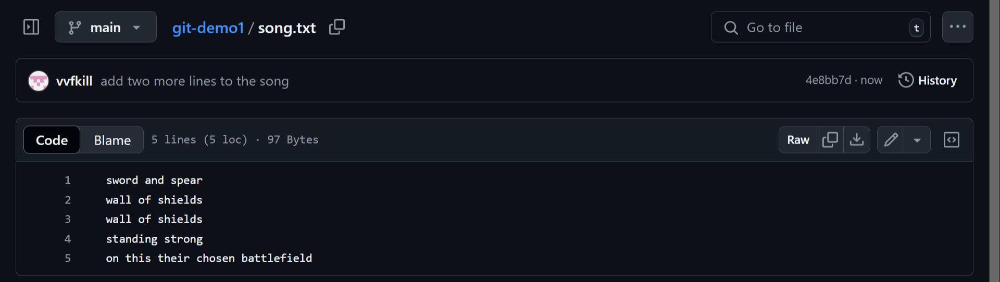 main git-demo1 / song.txt Go to file t
vvfkill add two more lines to the song 4e8bb7d · now History
Code Blame 5 lines (5 loc) · 97 Bytes Raw
1 sword and spear
2 wall of shields
3 wall of shields
4 standing strong
5 on this their chosen battlefield